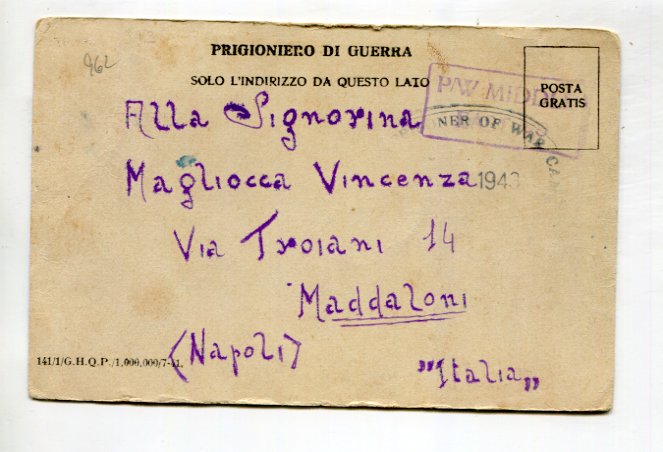 962
PRIGIONIERO DI GUERRA
SOLO L'INDIRIZZO DA QUESTO LATO
POSTA
GRATIS
P/W MIDD
NER OF WAR CA
Alla Signorina
Magliocca Vincenza
1943
Via Troiani 14
Maddaloni
(Napoli)
"Italia"
141/1/G.H.Q.P./1,000,000/7-41.